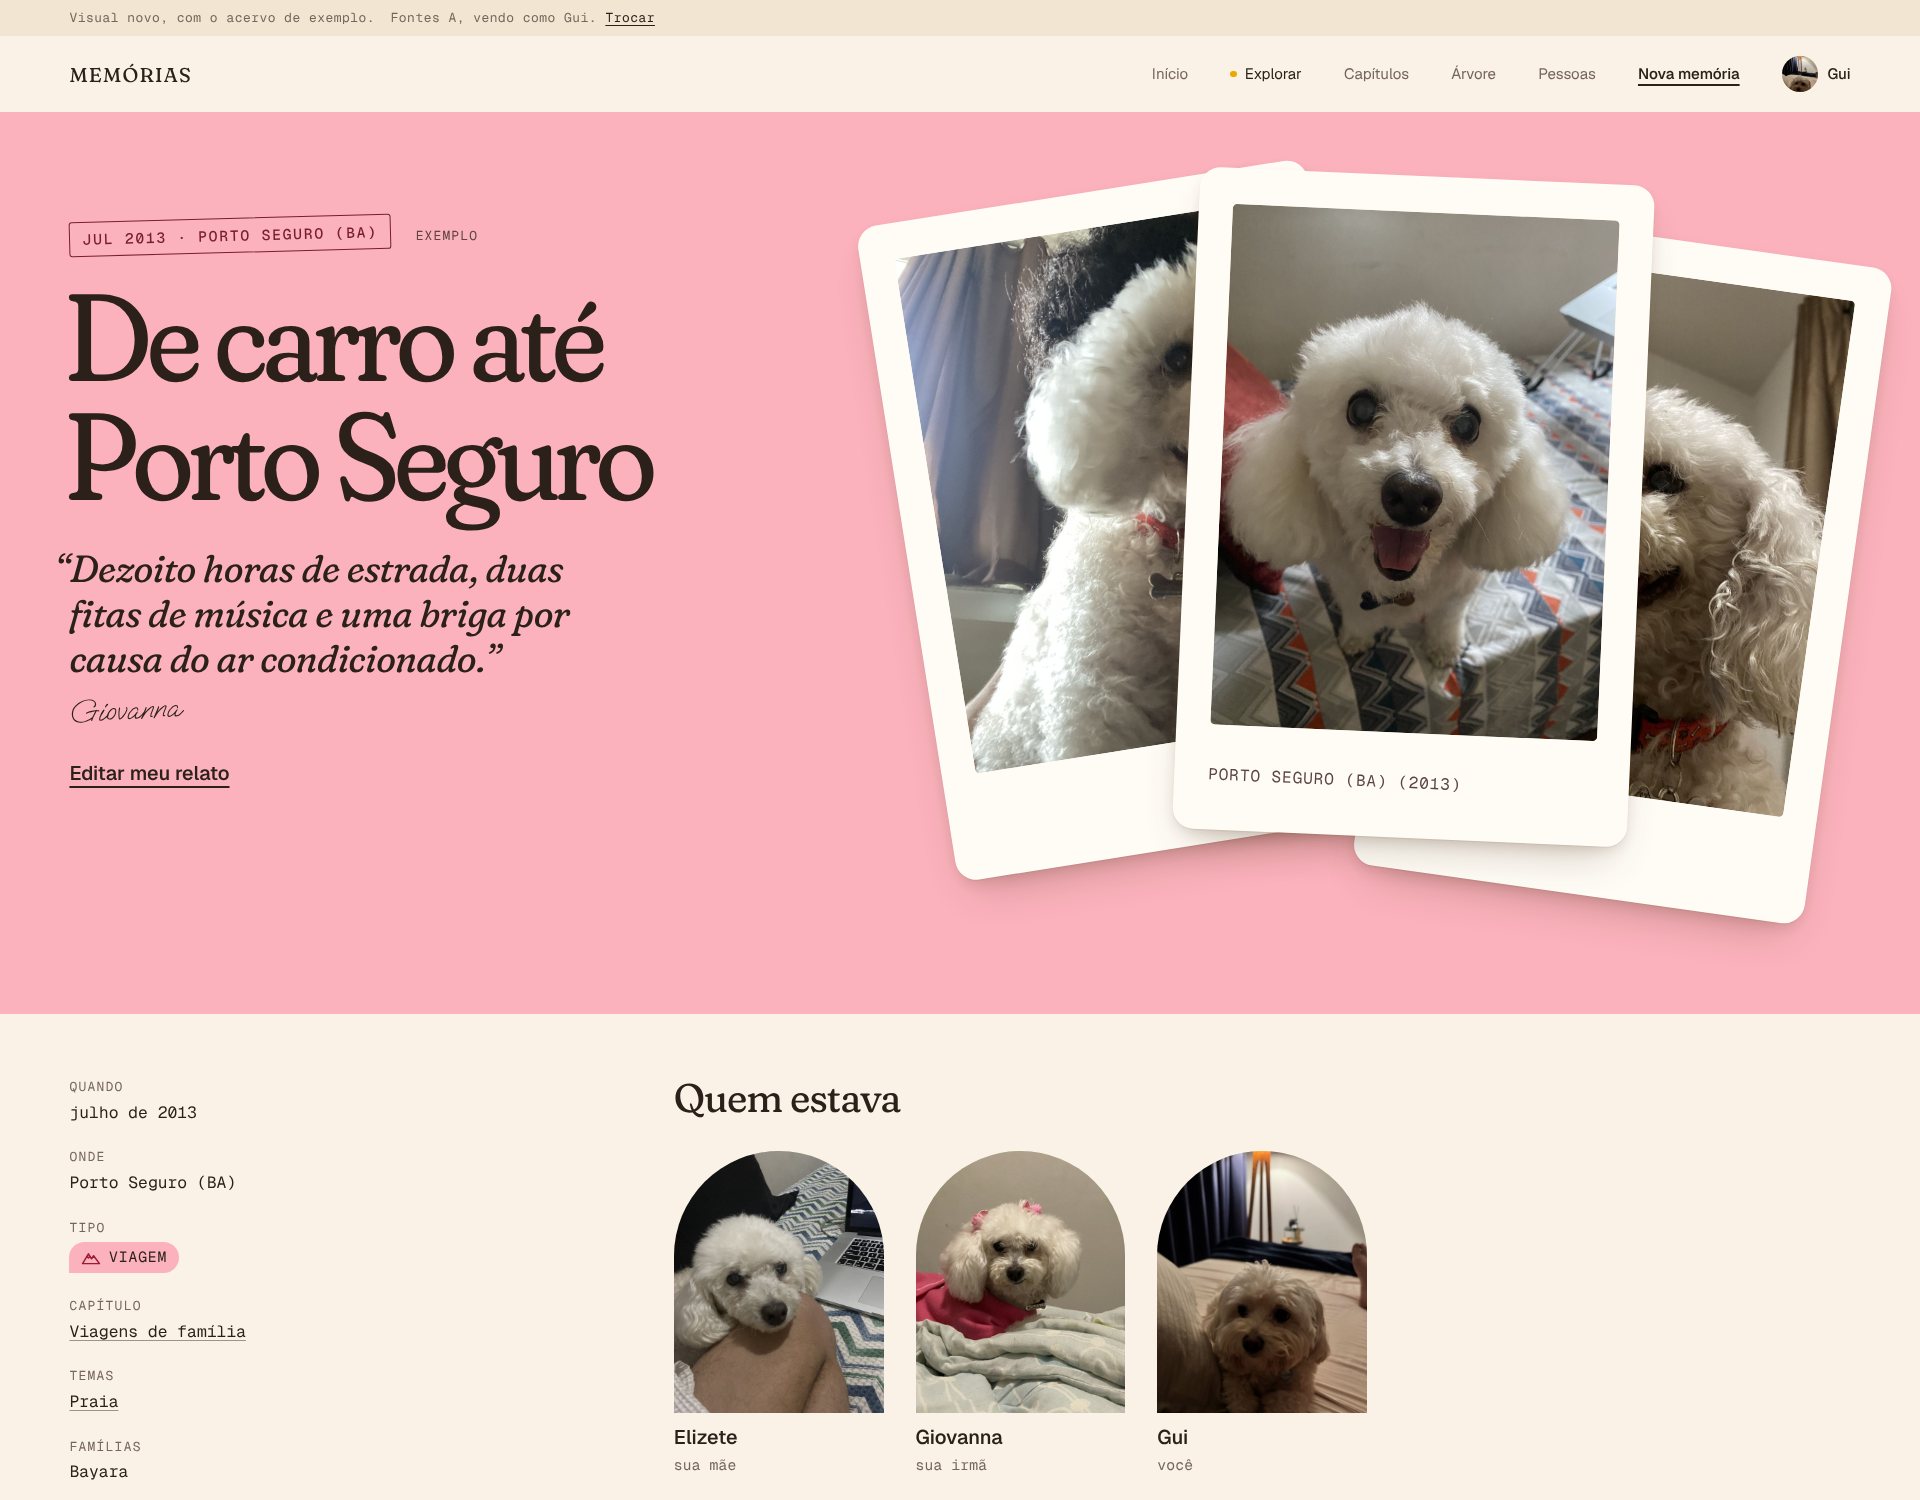 Visual novo, com o acervo de exemplo. Fontes A, vendo como Gui. Trocar
MEMÓRIAS
Início
Explorar
Capítulos
Árvore
Pessoas
Nova memória
Gui
JUL 2013 · PORTO SEGURO (BA)
EXEMPLO
De carro até
Porto Seguro
“Dezoito horas de estrada, duas
fitas de música e uma briga por
causa do ar condicionado.”
Giovanna
Editar meu relato
PORTO SEGURO (BA) (2013)
QUANDO
julho de 2013
ONDE
Porto Seguro (BA)
TIPO
VIAGEM
CAPÍTULO
Viagens de família
TEMAS
Praia
FAMÍLIAS
Bayara
Quem estava
Elizete
sua mãe
Giovanna
sua irmã
Gui
você